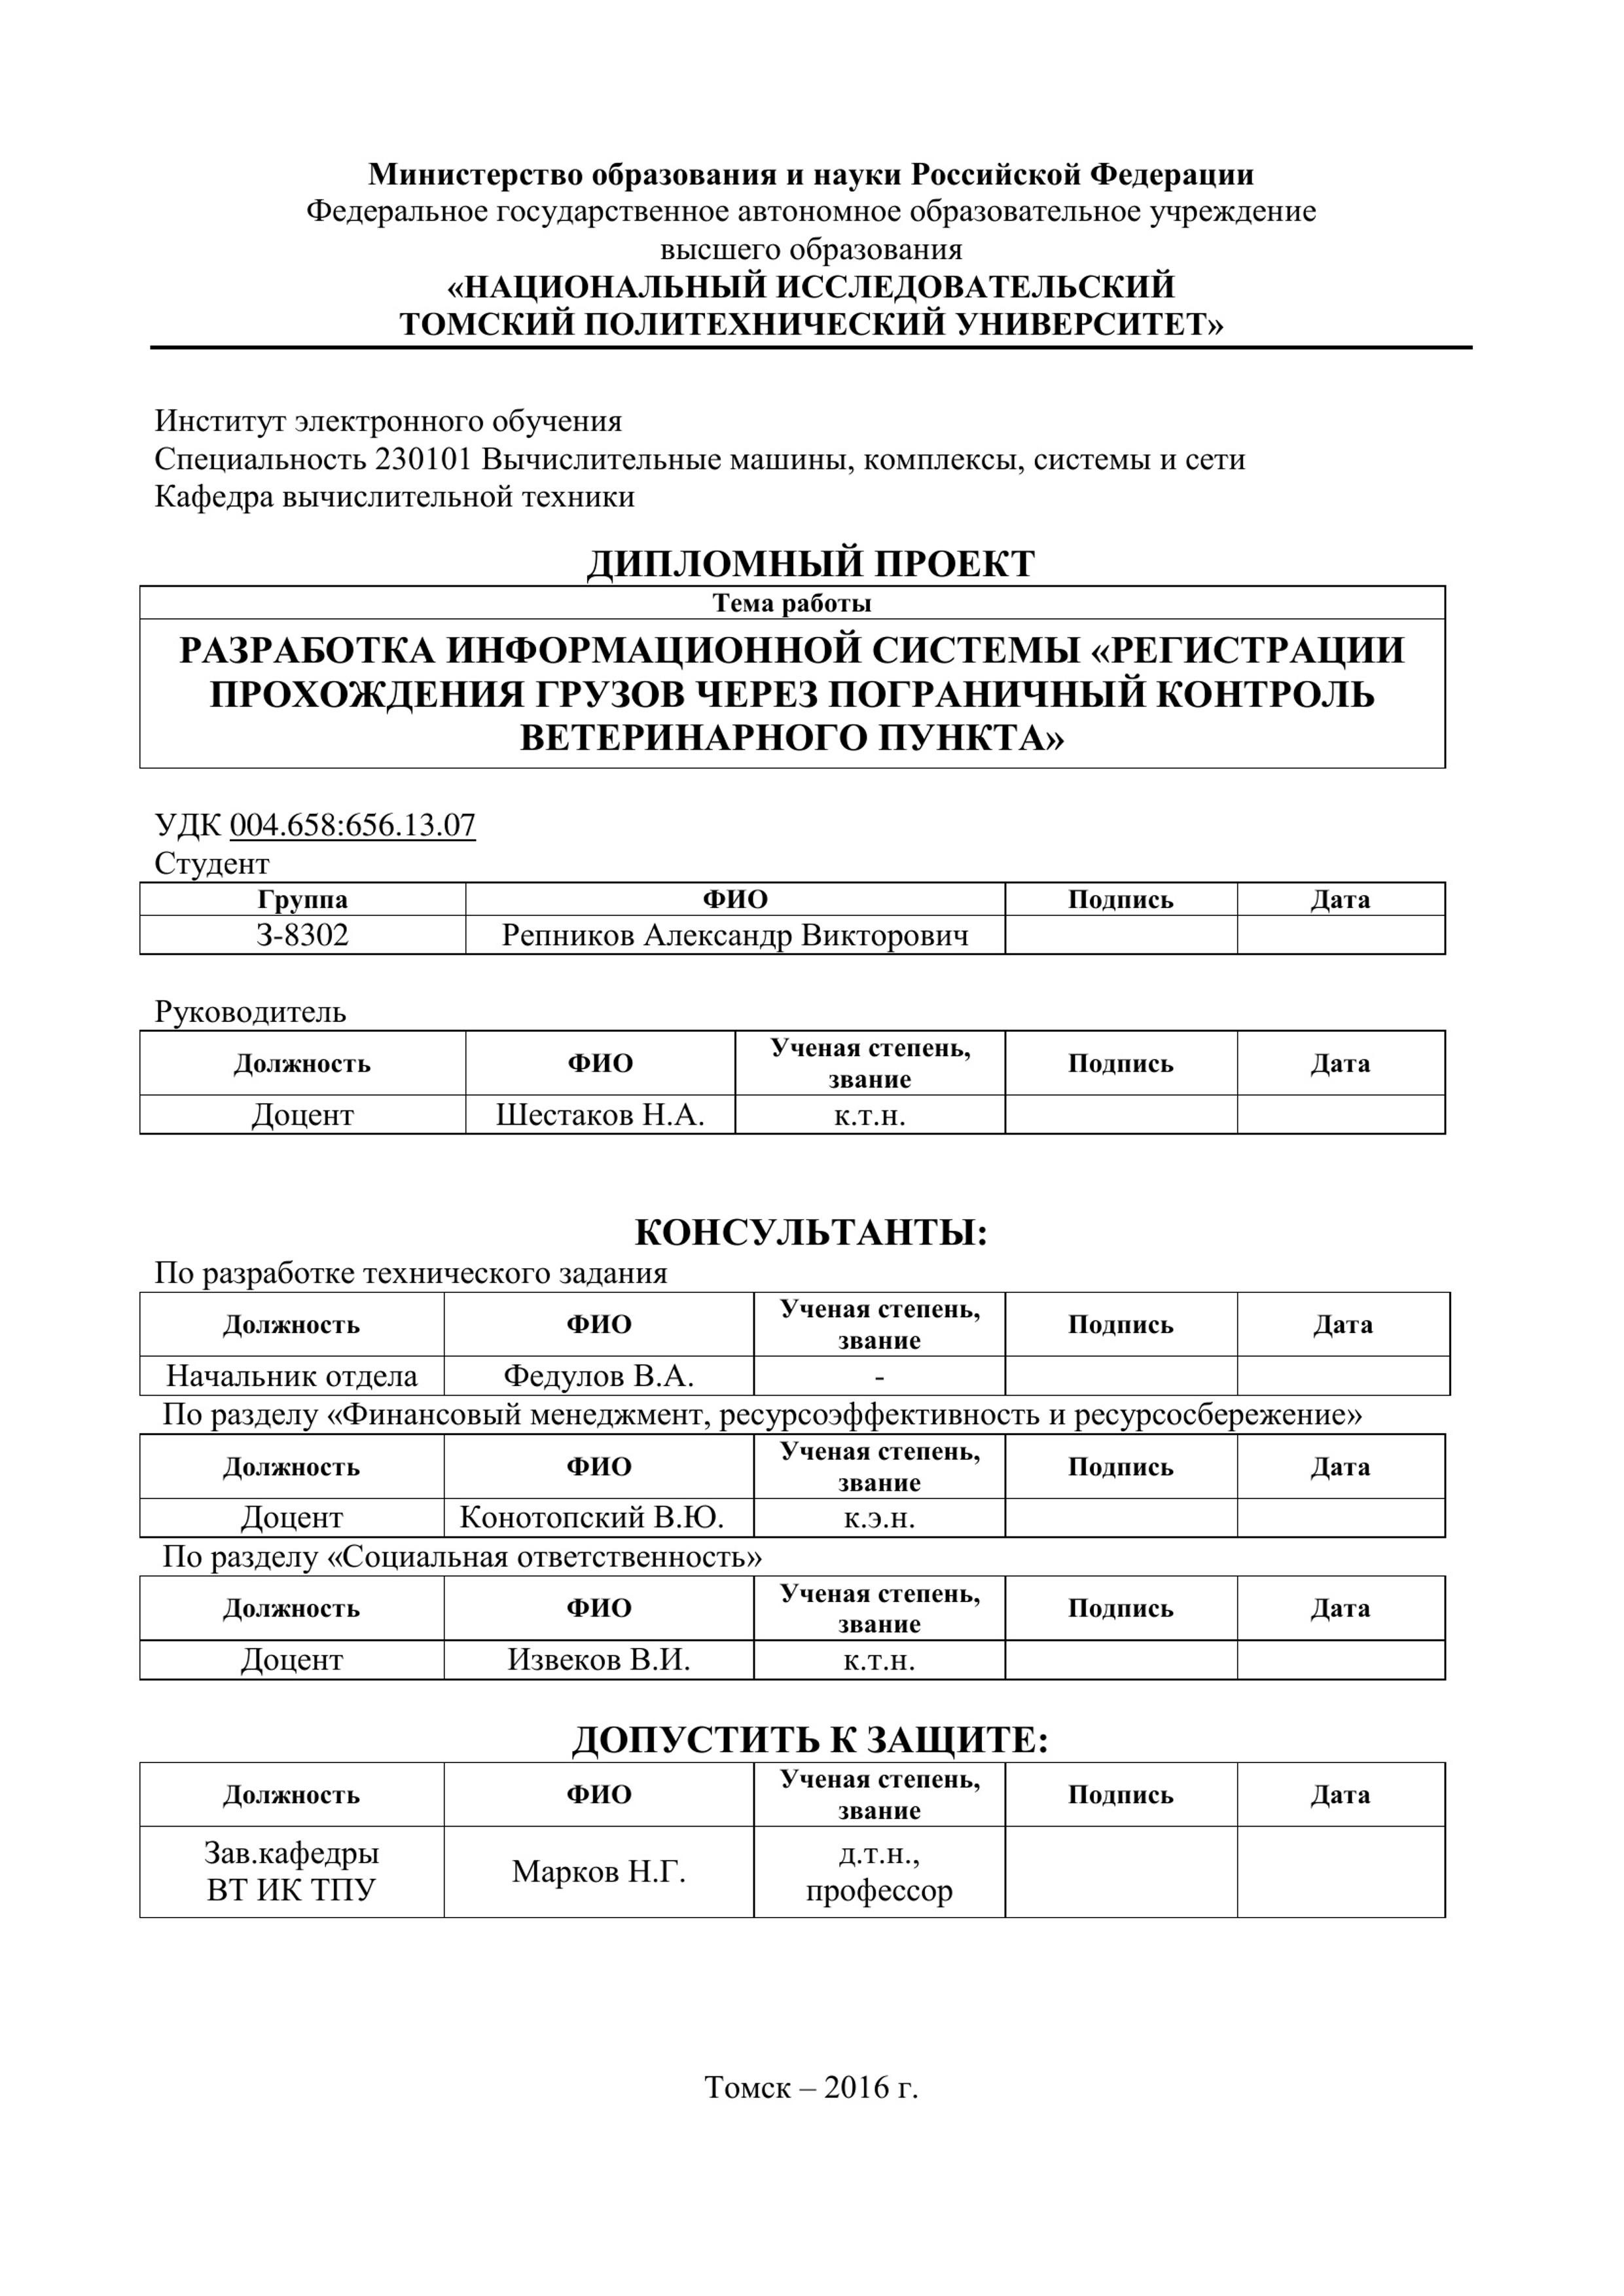 Министерство образования и науки Российской Федерации
Федеральное государственное автономное образовательное учреждение
высшего образования
«НАЦИОНАЛЬНЫЙ ИССЛЕДОВАТЕЛЬСКИЙ
ТОМСКИЙ ПОЛИТЕХНИЧЕСКИЙ УНИВЕРСИТЕТ»
Институт электронного обучения
Специальность 230101 Вычислительные машины, комплексы, системы и сети
Кафедра вычислительной техники
ДИПЛОМНЫЙ ПРОЕКТ
Тема работы
РАЗРАБОТКА ИНФОРМАЦИОННОЙ СИСТЕМЫ «РЕГИСТРАЦИИ
ПРОХОЖДЕНИЯ ГРУЗОВ ЧЕРЕЗ ПОГРАНИЧНЫЙ КОНТРОЛЬ
ВЕТЕРИНАРНОГО ПУНКТА»
УДК 004.658:656.13.07
Студент
Группа ФИО Подпись Дата
З-8302 Репников Александр Викторович
Руководитель
Должность ФИО Ученая степень, звание Подпись Дата
Доцент Шестаков Н.А. к.т.н.
КОНСУЛЬТАНТЫ:
По разработке технического задания
Должность ФИО Ученая степень, звание Подпись Дата
Начальник отдела Федулов В.А. -
По разделу «Финансовый менеджмент, ресурсоэффективность и ресурсосбережение»
Должность ФИО Ученая степень, звание Подпись Дата
Доцент Конотопский В.Ю. к.э.н.
По разделу «Социальная ответственность»
Должность ФИО Ученая степень, звание Подпись Дата
Доцент Извеков В.И. к.т.н.
ДОПУСТИТЬ К ЗАЩИТЕ:
Должность ФИО Ученая степень, звание Подпись Дата
Зав.кафедры ВТ ИК ТПУ Марков Н.Г. д.т.н., профессор
Томск – 2016 г.